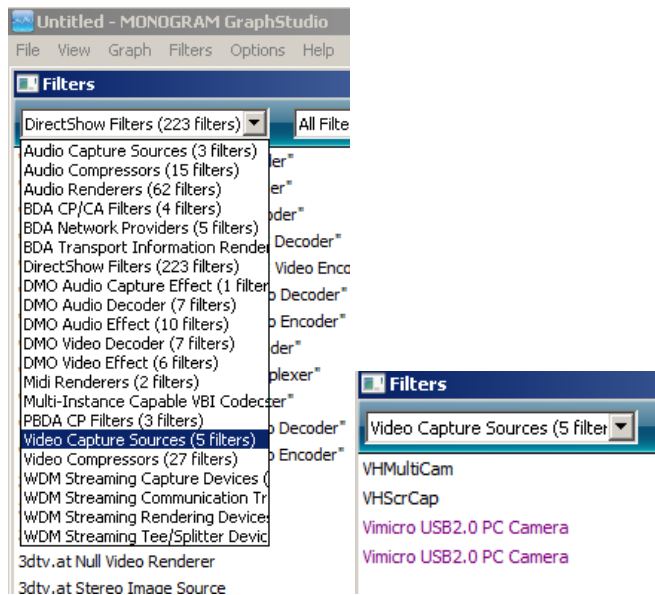 Untitled - MONOGRAM GraphStudio
File View Graph Filters Options Help
Filters
DirectShow Filters (223 filters) All Filte
Audio Capture Sources (3 filters)
Audio Compressors (15 filters)
Audio Renderers (62 filters)
BDA CP/CA Filters (4 filters)
BDA Network Providers (5 filters)
BDA Transport Information Render
DirectShow Filters (223 filters)
DMO Audio Capture Effect (1 filter
DMO Audio Decoder (7 filters)
DMO Audio Effect (10 filters)
DMO Video Decoder (7 filters)
DMO Video Effect (6 filters)
Midi Renderers (2 filters)
Multi-Instance Capable VBI Codecs
PBDA CP Filters (3 filters)
Video Capture Sources (5 filters)
Video Compressors (27 filters)
WDM Streaming Capture Devices (
WDM Streaming Communication Tr
WDM Streaming Rendering Device
WDM Streaming Tee/Splitter Devic
der"
er"
oder"
Decoder"
Video Enco
o Decoder"
o Encoder"
der"
plexer"
er"
o Decoder"
o Encoder"
3dtv.at Null Video Renderer
3dtv.at Stereo Image Source
Filters
Video Capture Sources (5 filter
VHMultiCam
VHScrCap
Vimicro USB2.0 PC Camera
Vimicro USB2.0 PC Camera